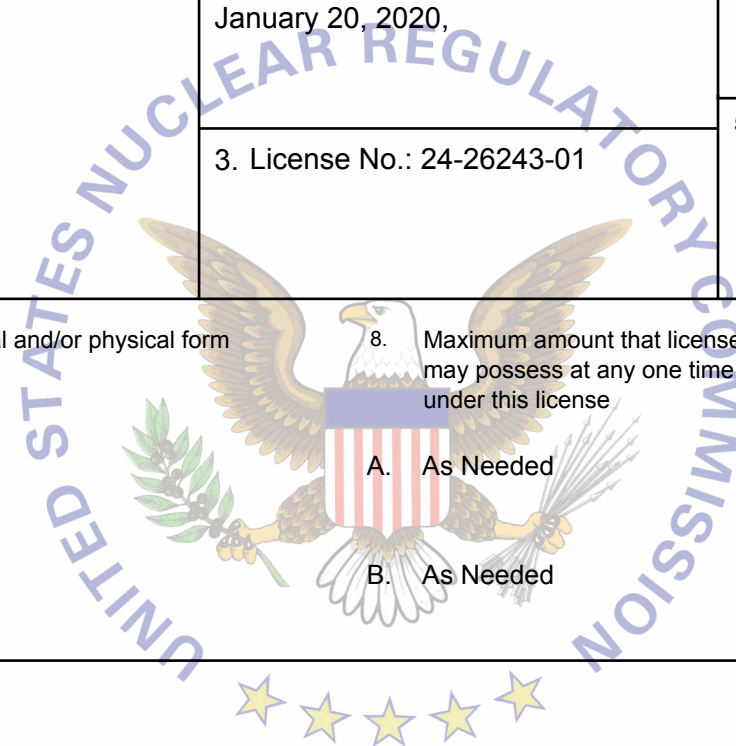 January 20, 2020,
3. License No.: 24-26243-01
and/or physical form
8. Maximum amount that
may possess at any one time
under this license
A. As Needed
B. As Needed
UNITED STATES NUCLEAR REGULATORY COMMISSION